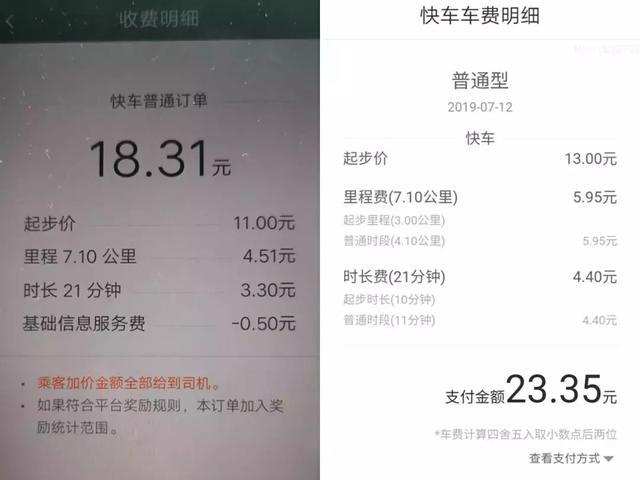 收费明细
快车普通订单
18.31元
起步价 11.00元
里程 7.10 公里 4.51元
时长 21 分钟 3.30元
基础信息服务费 -0.50元
• 乘客加价金额全部给到司机。
• 如果符合平台奖励规则，本订单加入奖
励统计范围。
快车车费明细
普通型
2019-07-12
快车
起步价 13.00元
里程费(7.10公里) 5.95元
起步里程(3.00公里)
普通时段(4.10公里) 5.95元
时长费(21分钟) 4.40元
起步时长(10分钟)
普通时段(11分钟) 4.40元
支付金额23.35元
*车费计算四舍五入取小数点后两位
查看支付方式